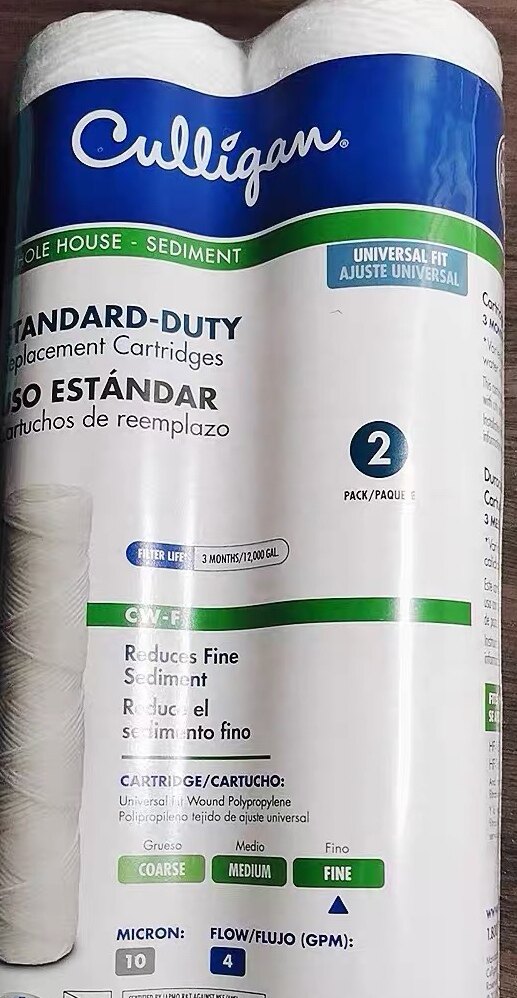 Culligan®
OLE HOUSE - SEDIMENT
UNIVERSAL FIT
AJUSTE UNIVERSAL
TANDARD-DUTY
eplacement Cartridges
SO ESTÁNDAR
artuchos de reemplazo
2
PACK/PAQUE E
FILTER LIFE: 3 MONTHS/12,000 GAL.
CW-F
Reduces Fine
Sediment
Reduce el
sedimento fino
CARTRIDGE/CARTUCHO:
Universal Fit Wound Polypropylene
Polipropileno tejido de ajuste universal
Grueso Medio Fino
COARSE MEDIUM FINE
MICRON: FLOW/FLUJO (GPM):
10 4